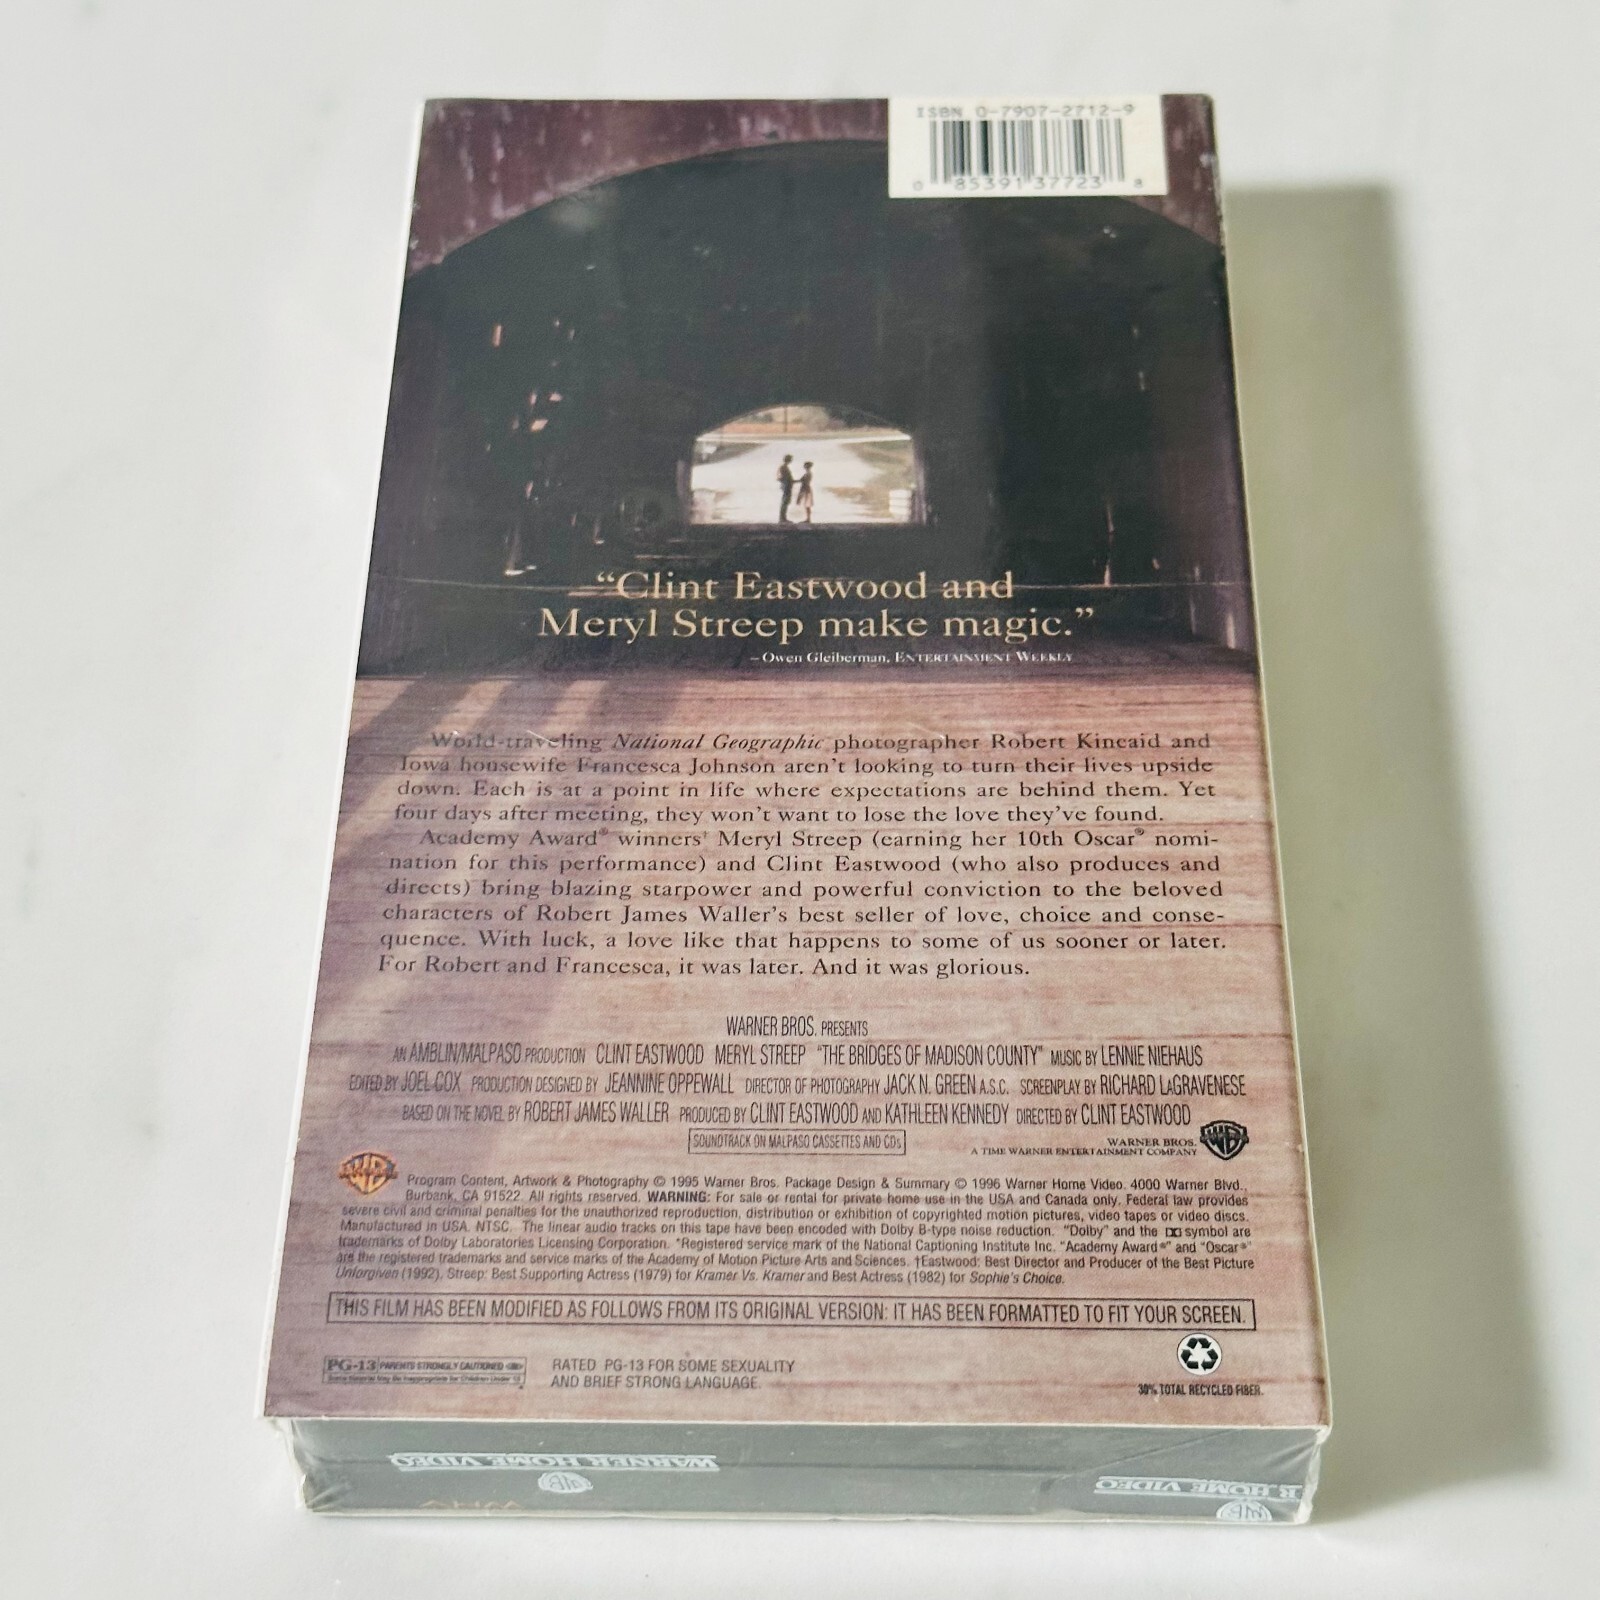 ISBN 0-7907-2712-9
0 85391 37723 8
“Clint Eastwood and
Meryl Streep make magic.”
– Owen Gleiberman, ENTERTAINMENT WEEKLY
World-traveling National Geographic photographer Robert Kincaid and
Iowa housewife Francesca Johnson aren't looking to turn their lives upside
down. Each is at a point in life where expectations are behind them. Yet
four days after meeting, they won't want to lose the love they've found.
Academy Award® winners† Meryl Streep (earning her 10th Oscar® nomi-
nation for this performance) and Clint Eastwood (who also produces and
directs) bring blazing starpower and powerful conviction to the beloved
characters of Robert James Waller's best seller of love, choice and conse-
quence. With luck, a love like that happens to some of us sooner or later.
For Robert and Francesca, it was later. And it was glorious.
WARNER BROS. PRESENTS
AN AMBLIN/MALPASO PRODUCTION CLINT EASTWOOD MERYL STREEP "THE BRIDGES OF MADISON COUNTY" MUSIC BY LENNIE NIEHAUS
EDITED BY JOEL COX PRODUCTION DESIGNED BY JEANNINE OPPEWALL DIRECTOR OF PHOTOGRAPHY JACK N. GREEN A.S.C. SCREENPLAY BY RICHARD LaGRAVENESE
BASED ON THE NOVEL BY ROBERT JAMES WALLER PRODUCED BY CLINT EASTWOOD AND KATHLEEN KENNEDY DIRECTED BY CLINT EASTWOOD
SOUNDTRACK ON MALPASO CASSETTES AND CDs
WARNER BROS.
A TIME WARNER ENTERTAINMENT COMPANY
Program Content, Artwork & Photography © 1995 Warner Bros. Package Design & Summary © 1996 Warner Home Video. 4000 Warner Blvd.,
Burbank, CA 91522. All rights reserved. WARNING: For sale or rental for private home use in the USA and Canada only. Federal law provides
severe civil and criminal penalties for the unauthorized reproduction, distribution or exhibition of copyrighted motion pictures, video tapes or video discs.
Manufactured in USA. NTSC. The linear audio tracks on this tape have been encoded with Dolby B-type noise reduction. "Dolby" and the symbol are
trademarks of Dolby Laboratories Licensing Corporation. *Registered service mark of the National Captioning Institute Inc. "Academy Award®" and "Oscar®"
are the registered trademarks and service marks of the Academy of Motion Picture Arts and Sciences. †Eastwood: Best Director and Producer of the Best Picture
Unforgiven (1992). Streep: Best Supporting Actress (1979) for Kramer Vs. Kramer and Best Actress (1982) for Sophie's Choice.
THIS FILM HAS BEEN MODIFIED AS FOLLOWS FROM ITS ORIGINAL VERSION: IT HAS BEEN FORMATTED TO FIT YOUR SCREEN.
PG-13 PARENTS STRONGLY CAUTIONED
Some Material May Be Inappropriate for Children Under 13
RATED PG-13 FOR SOME SEXUALITY
AND BRIEF STRONG LANGUAGE.
30% TOTAL RECYCLED FIBER.
WARNER HOME VIDEO
R HOME VIDEO